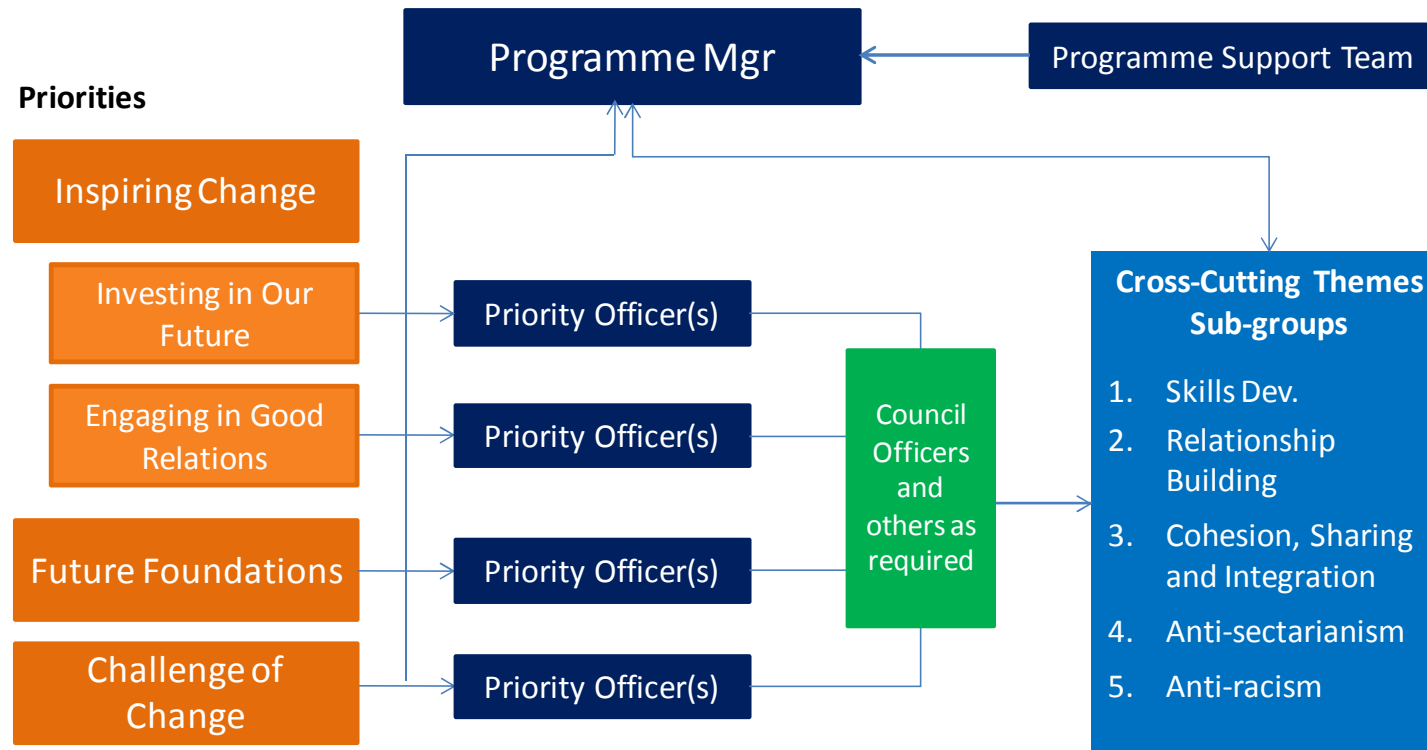 Programme Mgr
Programme Support Team
Priorities
Inspiring Change
Investing in Our
Future
Priority Officer(s)
Engaging in Good
Relations
Priority Officer(s)
Future Foundations
Priority Officer(s)
Challenge of
Change
Priority Officer(s)
Council
Officers
and
others as
required
Cross-Cutting Themes
Sub-groups
1. Skills Dev.
2. Relationship
Building
3. Cohesion, Sharing
and Integration
4. Anti-sectarianism
5. Anti-racism